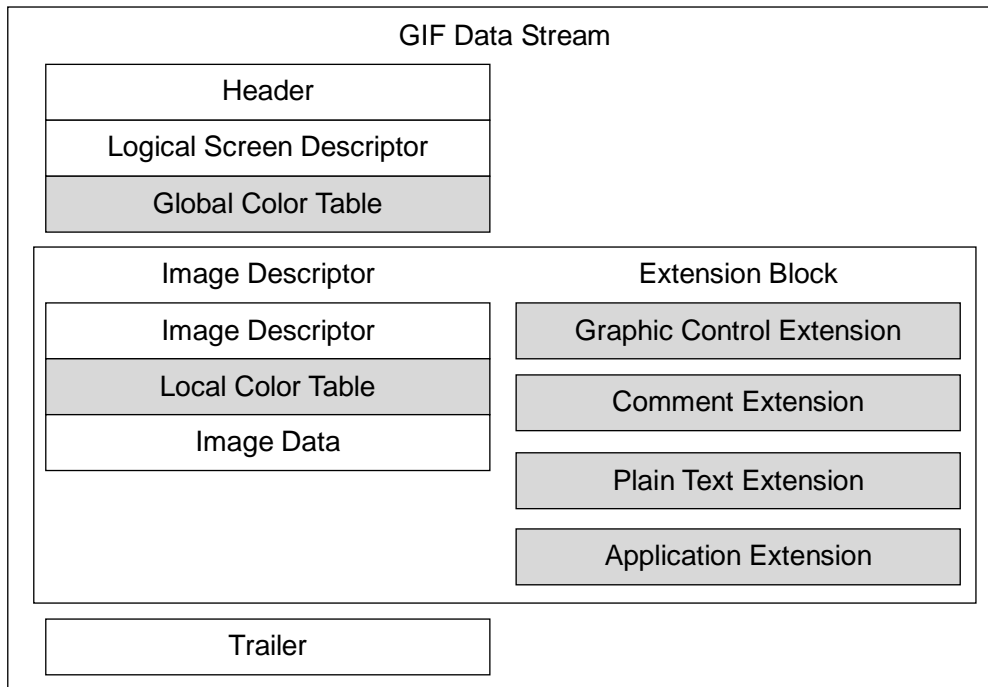 GIF Data Stream
Header
Logical Screen Descriptor
Global Color Table
Image Descriptor
Image Descriptor
Local Color Table
Image Data
Extension Block
Graphic Control Extension
Comment Extension
Plain Text Extension
Application Extension
Trailer